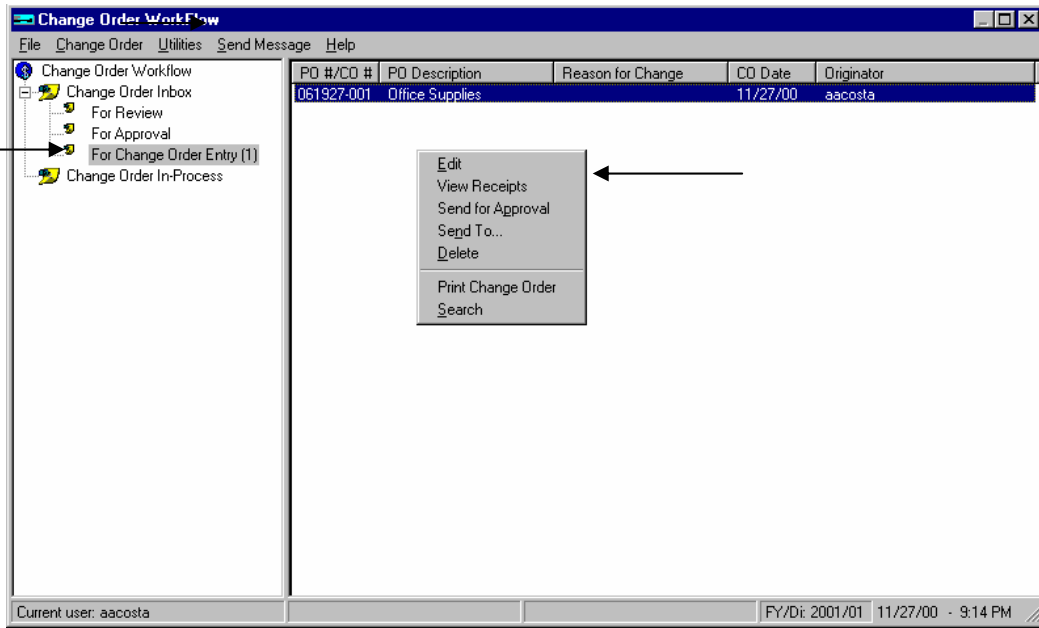 Change Order WorkFlow
File Change Order Utilities Send Message Help
Change Order Workflow
Change Order Inbox
For Review
For Approval
For Change Order Entry (1)
Change Order In-Process
PO #/CO # PO Description Reason for Change CO Date Originator
061927-001 Office Supplies 11/27/00 aacosta
Edit
View Receipts
Send for Approval
Send To...
Delete
Print Change Order
Search
Current user: aacosta FY/Di: 2001/01 11/27/00 - 9:14 PM